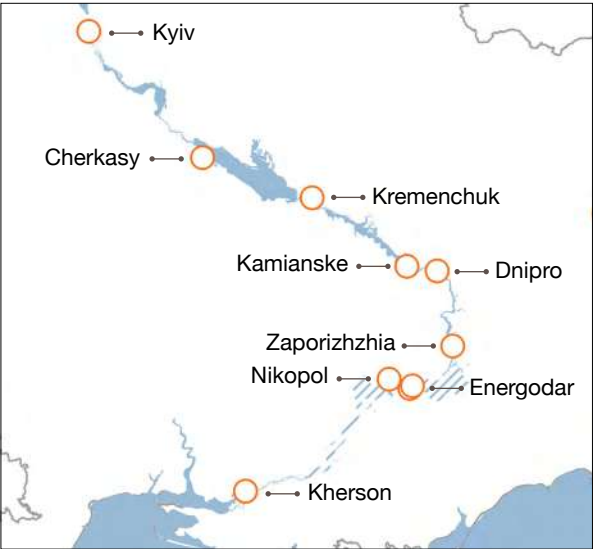 Kyiv
Cherkasy
Kremenchuk
Kamianske
Dnipro
Zaporizhzhia
Nikopol
Energodar
Kherson